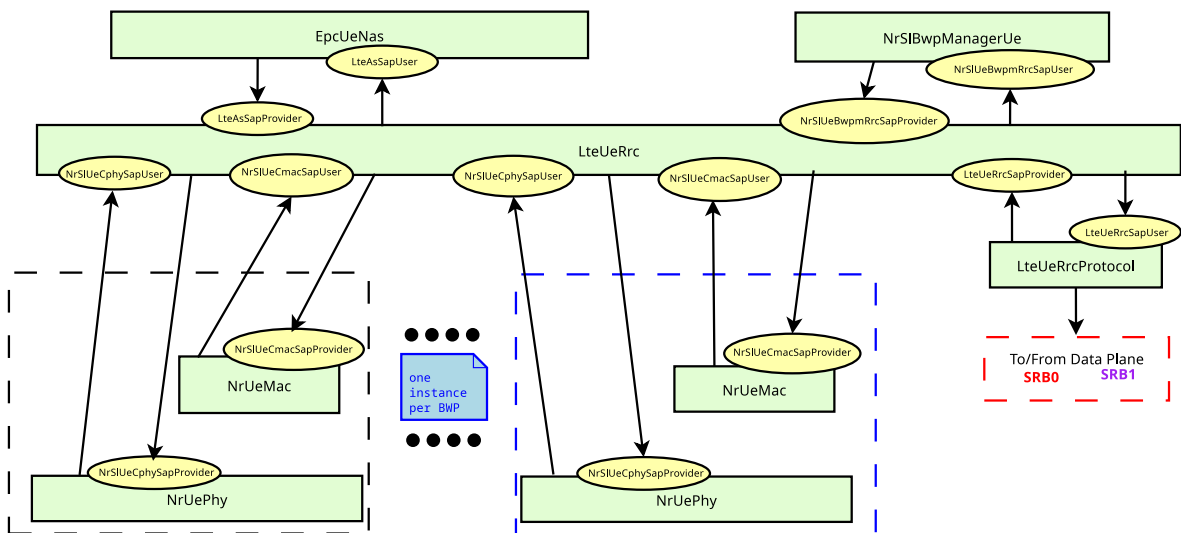 EpcUeNas
NrSlBwpManagerUe
LteAsSapUser
NrSlUeBwpmRrcSapUser
LteAsSapProvider
NrSlUeBwpmRrcSapProvider
LteUeRrc
NrSlUeCphySapUser
NrSlUeCmacSapUser
NrSlUeCphySapUser
NrSlUeCmacSapUser
LteUeRrcSapProvider
LteUeRrcSapUser
LteUeRrcProtocol
NrSlUeCmacSapProvider
NrUeMac
one
instance
per BWP
NrSlUeCmacSapProvider
NrUeMac
To/From Data Plane
SRB0 SRB1
NrSlUeCphySapProvider
NrUePhy
NrSlUeCphySapProvider
NrUePhy